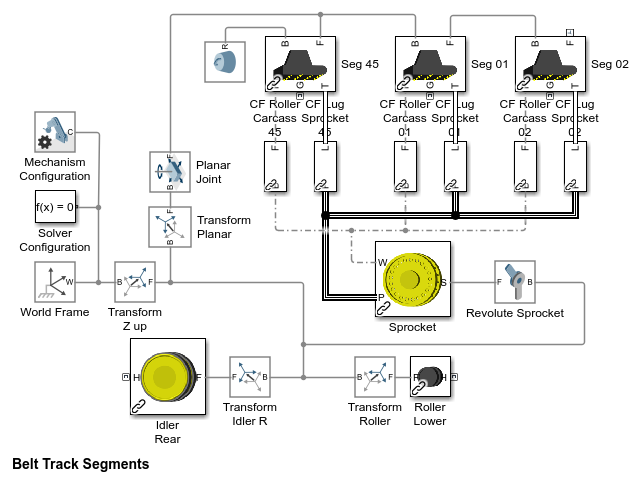 R
B
F
Seg 45
B
F
Seg 01
B
F
Seg 02
G
T
G
T
G
T
CF Roller
Carcass
45
CF Lug
Sprocket
45
CF Roller
Carcass
01
CF Lug
Sprocket
01
CF Roller
Carcass
02
CF Lug
Sprocket
02
F
L
F
L
F
L
C
Mechanism
Configuration
f(x) = 0
Solver
Configuration
W
World Frame
F
B
Planar
Joint
F
B
Transform
Planar
B
F
Transform
Z up
W
P
S
Sprocket
F
B
Revolute Sprocket
H
F
Idler
Rear
F
B
Transform
Idler R
B
F
Transform
Roller
R
H
Roller
Lower
Belt Track Segments